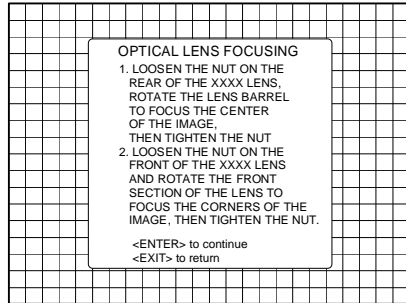 OPTICAL LENS FOCUSING
1. LOOSEN THE NUT ON THE
REAR OF THE XXXX LENS,
ROTATE THE LENS BARREL
TO FOCUS THE CENTER
OF THE IMAGE,
THEN TIGHTEN THE NUT
2. LOOSEN THE NUT ON THE
FRONT OF THE XXXX LENS
AND ROTATE THE FRONT
SECTION OF THE LENS TO
FOCUS THE CORNERS OF THE
IMAGE, THEN TIGHTEN THE NUT.
<ENTER> to continue
<EXIT> to return